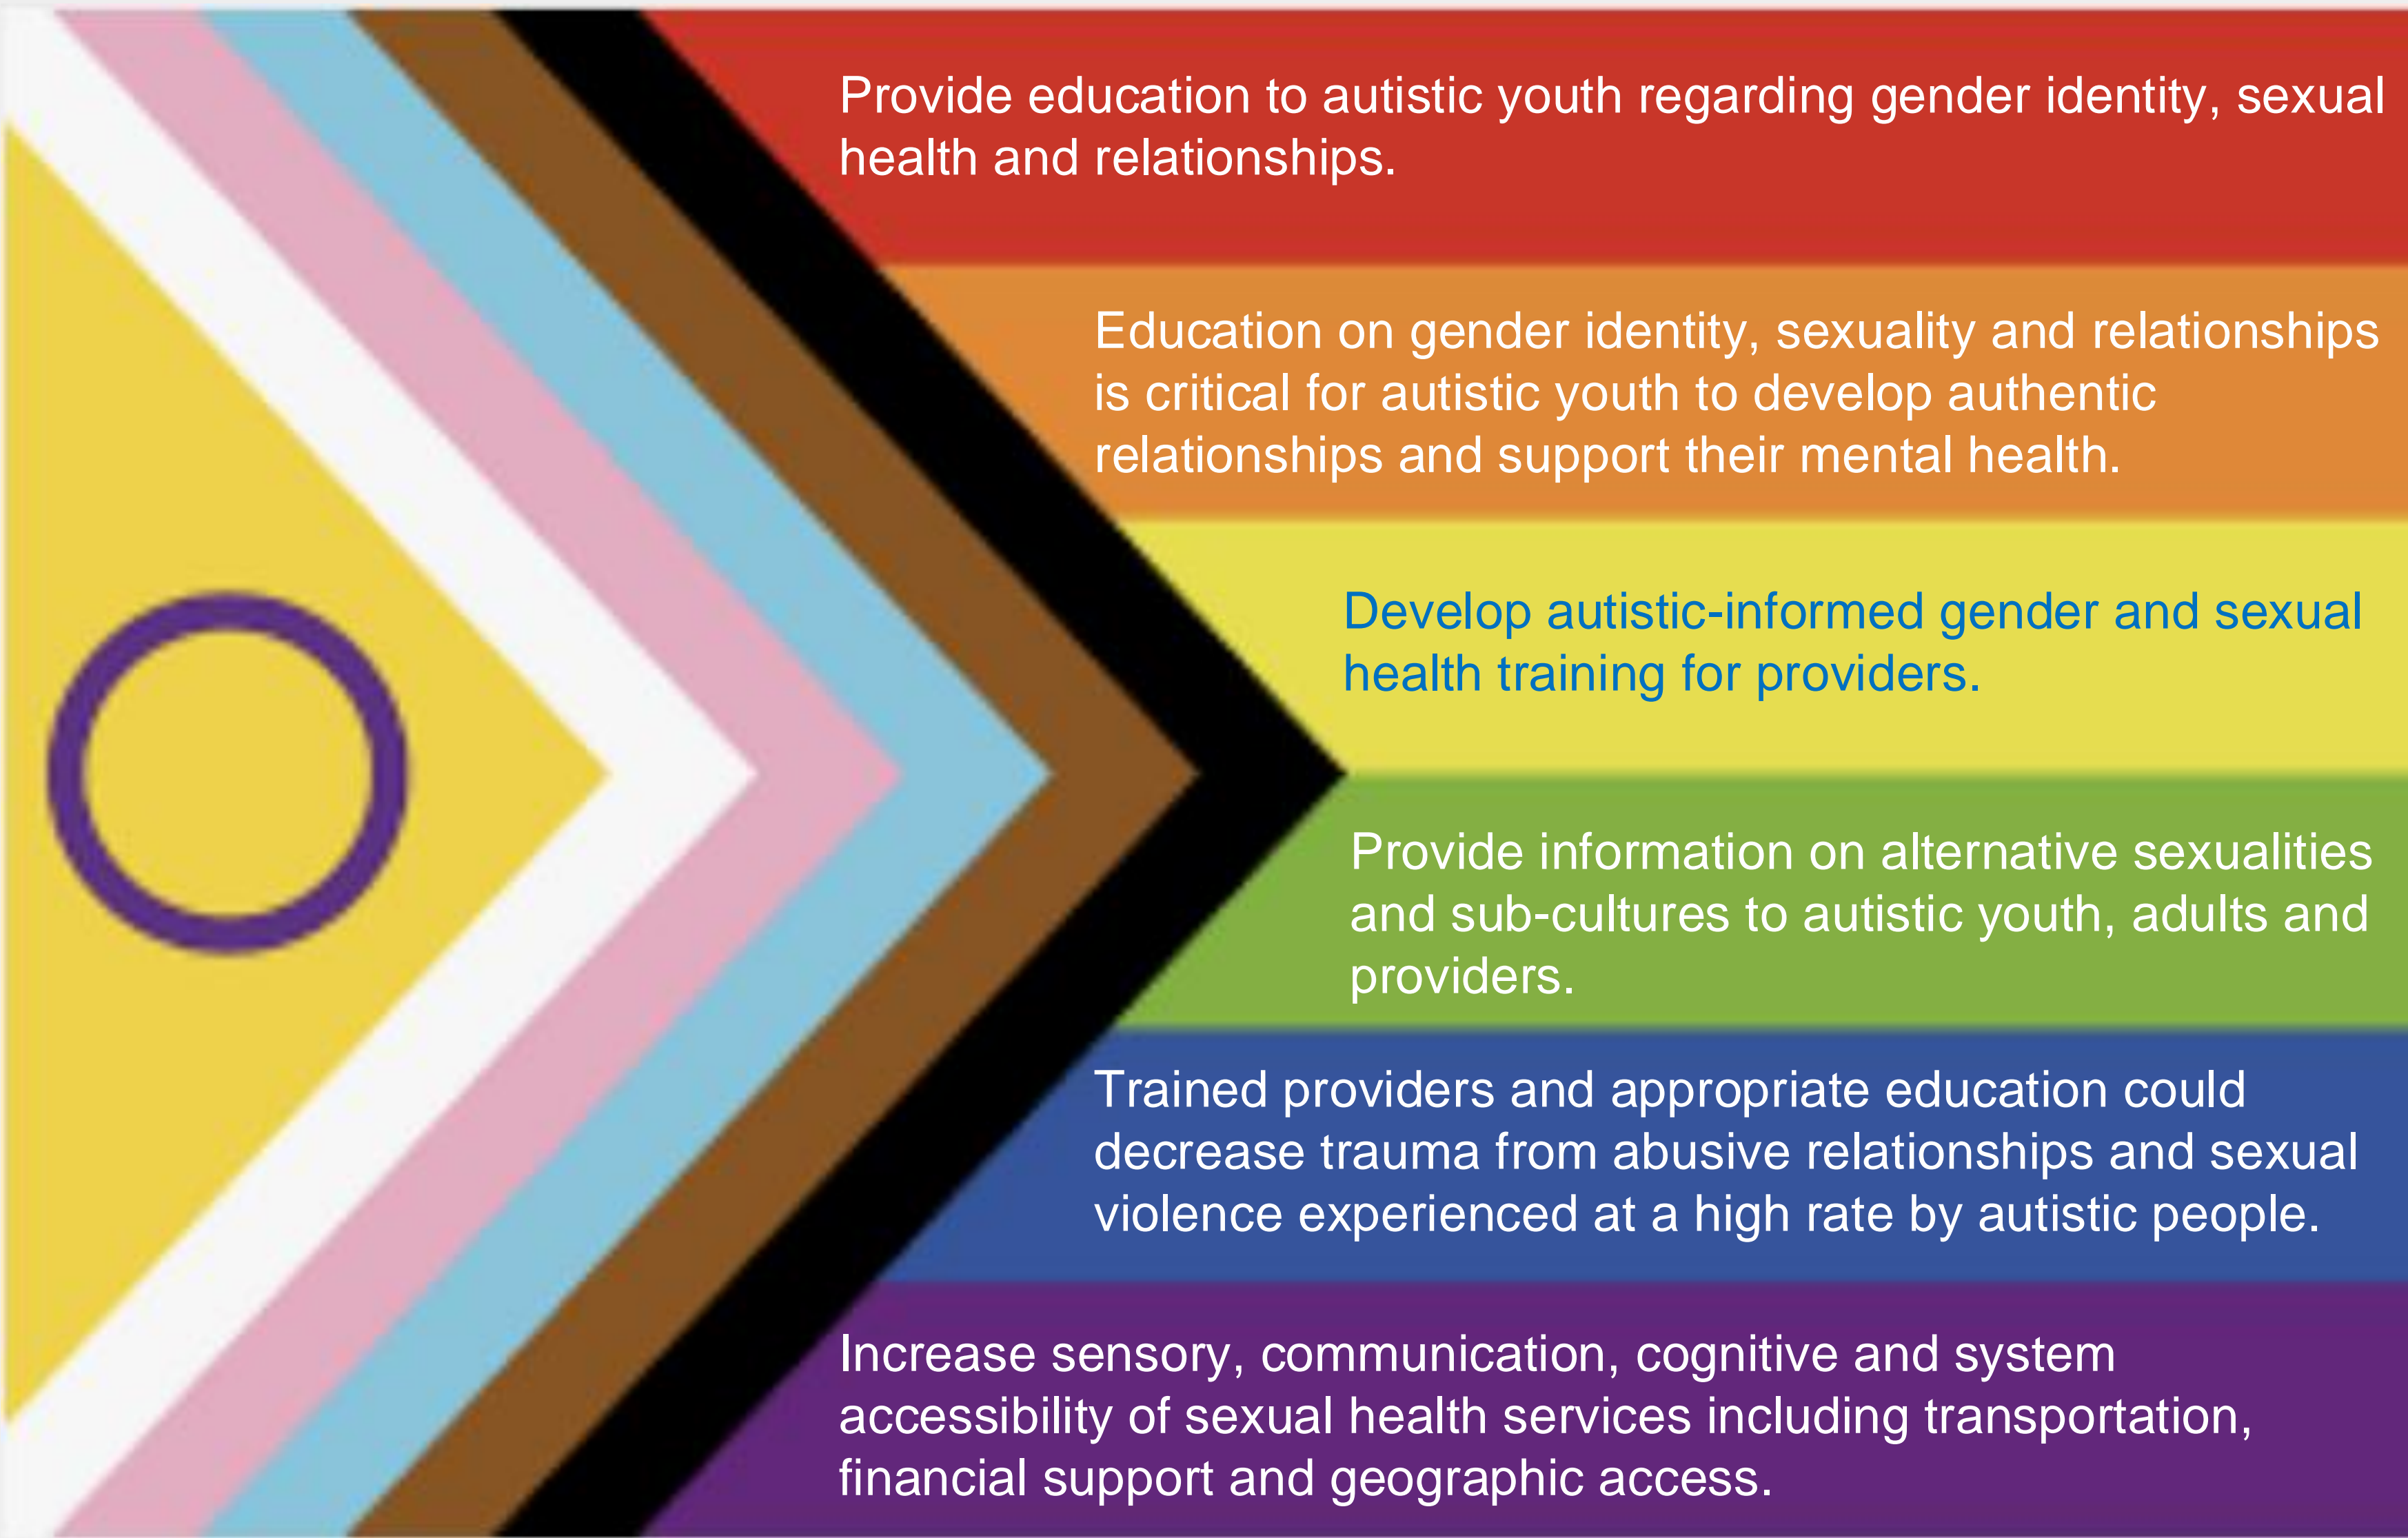 Provide education to autistic youth regarding gender identity, sexual
health and relationships.
Education on gender identity, sexuality and relationships
is critical for autistic youth to develop authentic
relationships and support their mental health.
Develop autistic-informed gender and sexual
health training for providers.
Provide information on alternative sexualities
and sub-cultures to autistic youth, adults and
providers.
Trained providers and appropriate education could
decrease trauma from abusive relationships and sexual
violence experienced at a high rate by autistic people.
Increase sensory, communication, cognitive and system
accessibility of sexual health services including transportation,
financial support and geographic access.